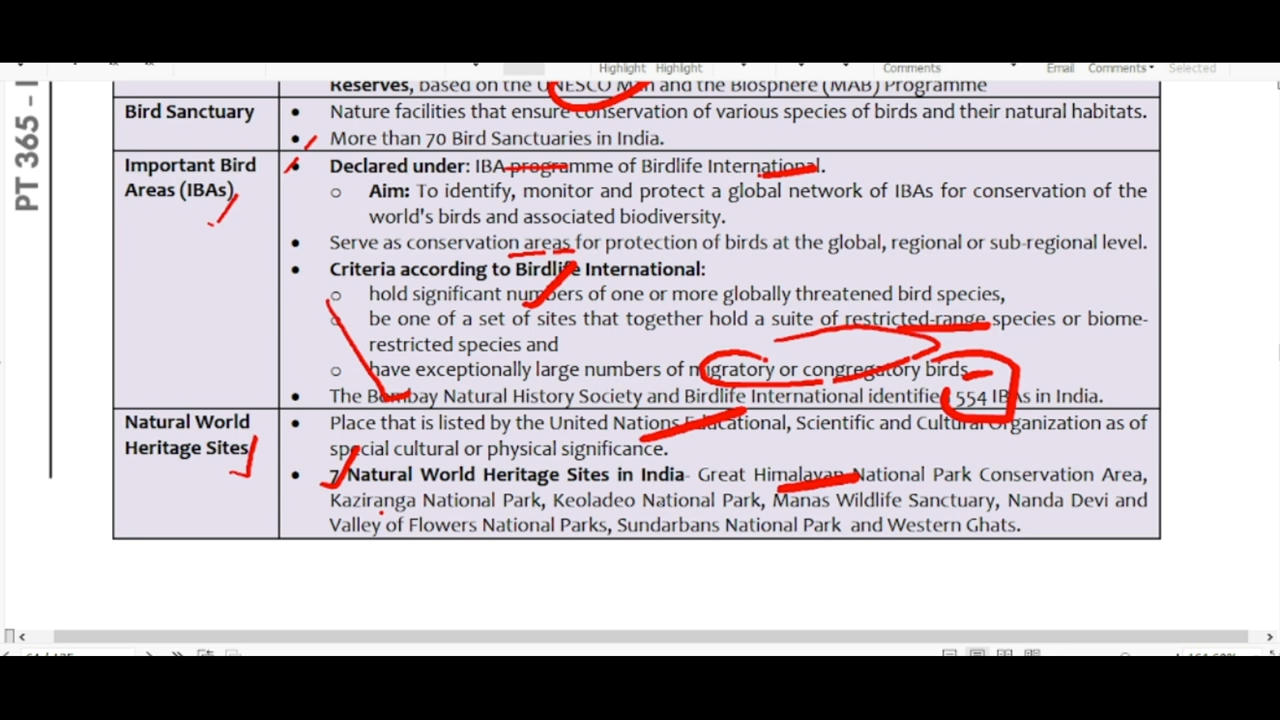 Highlight Highlight Comments Email Comments Selected
PT 365 -
Reserves, based on the UNESCO Man and the Biosphere (MAB) Programme
Bird Sanctuary
• Nature facilities that ensure conservation of various species of birds and their natural habitats.
• More than 70 Bird Sanctuaries in India.
Important Bird Areas (IBAs)
• Declared under: IBA programme of Birdlife International.
o Aim: To identify, monitor and protect a global network of IBAs for conservation of the
world's birds and associated biodiversity.
• Serve as conservation areas for protection of birds at the global, regional or sub-regional level.
• Criteria according to Birdlife International:
o hold significant numbers of one or more globally threatened bird species,
o be one of a set of sites that together hold a suite of restricted-range species or biome-
restricted species and
o have exceptionally large numbers of migratory or congregatory birds
• The Bombay Natural History Society and Birdlife International identified 554 IBAs in India.
Natural World
Heritage Sites
• Place that is listed by the United Nations Educational, Scientific and Cultural Organization as of
special cultural or physical significance.
• 7 Natural World Heritage Sites in India- Great Himalayan National Park Conservation Area,
Kaziranga National Park, Keoladeo National Park, Manas Wildlife Sanctuary, Nanda Devi and
Valley of Flowers National Parks, Sundarbans National Park and Western Ghats.